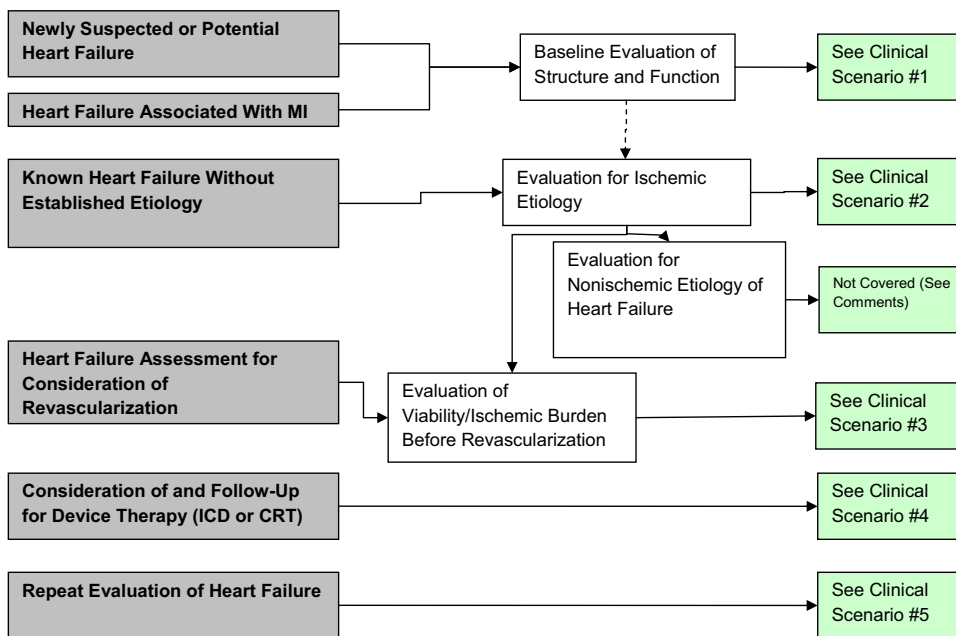 Newly Suspected or Potential
Heart Failure
Baseline Evaluation of
Structure and Function
See Clinical
Scenario #1
Heart Failure Associated With MI
Known Heart Failure Without
Established Etiology
Evaluation for Ischemic
Etiology
See Clinical
Scenario #2
Evaluation for
Nonischemic Etiology of
Heart Failure
Not Covered (See
Comments)
Heart Failure Assessment for
Consideration of
Revascularization
Evaluation of
Viability/Ischemic Burden
Before Revascularization
See Clinical
Scenario #3
Consideration of and Follow-Up
for Device Therapy (ICD or CRT)
See Clinical
Scenario #4
Repeat Evaluation of Heart Failure
See Clinical
Scenario #5